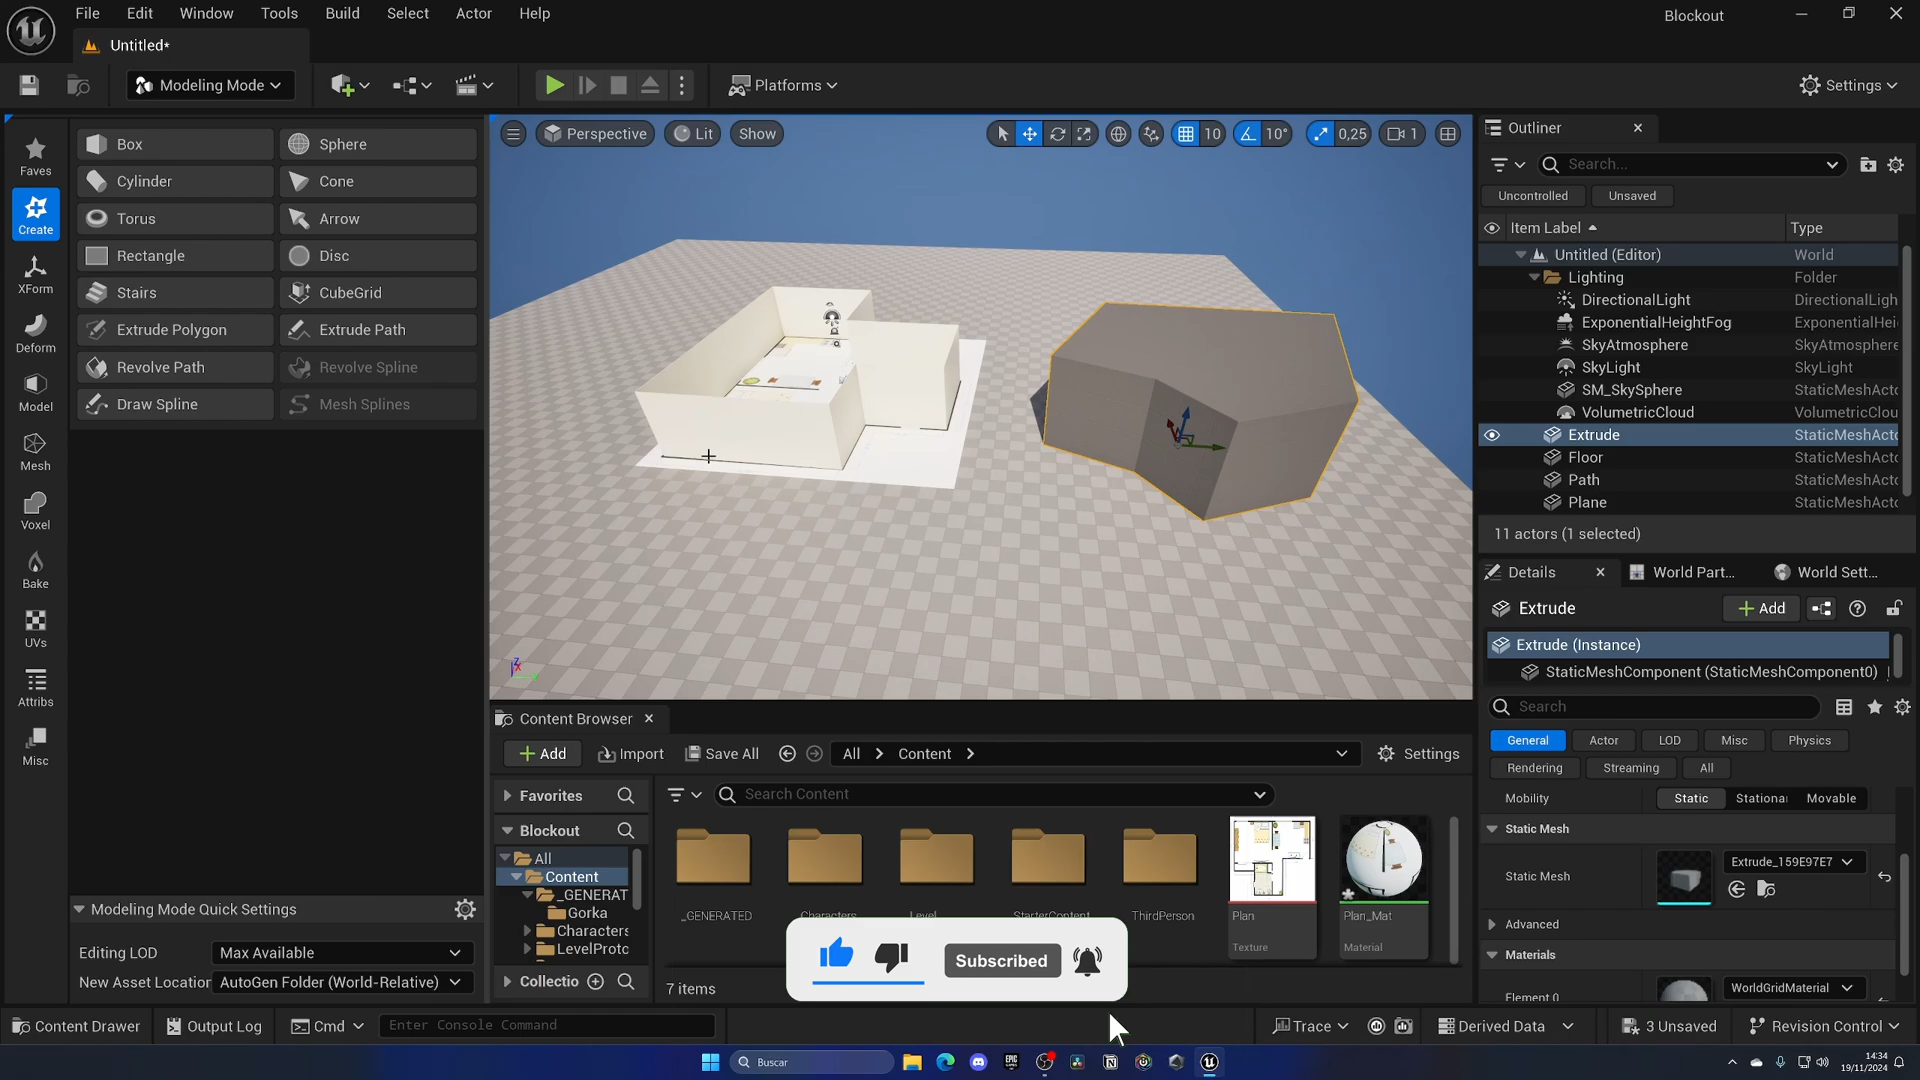 File Edit Window Tools Build Select Actor Help
Blockout
Untitled*
Modeling Mode
Platforms
Settings
Faves
Create
XForm
Deform
Model
Mesh
Voxel
Bake
UVs
Attribs
Misc
Box Sphere
Cylinder Cone
Torus Arrow
Rectangle Disc
Stairs CubeGrid
Extrude Polygon Extrude Path
Revolve Path Revolve Spline
Draw Spline Mesh Splines
Modeling Mode Quick Settings
Editing LOD Max Available
New Asset Location AutoGen Folder (World-Relative)
Perspective Lit Show 10 10° 0,25 1
Outliner
Search...
Uncontrolled Unsaved
Item Label Type
Untitled (Editor) World
Lighting Folder
DirectionalLight DirectionalLigh
ExponentialHeightFog ExponentialHei
SkyAtmosphere SkyAtmosphere
SkyLight SkyLight
SM_SkySphere StaticMeshActo
VolumetricCloud VolumetricClou
Extrude StaticMeshActo
Floor StaticMeshActo
Path StaticMeshActo
Plane StaticMeshActo
11 actors (1 selected)
Details World Part... World Sett...
Extrude Add
Extrude (Instance)
StaticMeshComponent (StaticMeshComponent0)
Search
General Actor LOD Misc Physics
Rendering Streaming All
Mobility Static Stationa Movable
Static Mesh
Static Mesh Extrude_159E97E7
Advanced
Materials
Element 0 WorldGridMaterial
Content Browser
Add Import Save All All Content Settings
Favorites
Search Content
Blockout
All
Content
_GENERAT
Gorka
Characters
LevelProto
Collectio
_GENERATED Characters Level StarterContent ThirdPerson Plan Plan_Mat
Texture Material
7 items
Subscribed
Content Drawer Output Log Cmd Enter Console Command Trace Derived Data 3 Unsaved Revision Control
Buscar
EPIC
14:34
19/11/2024